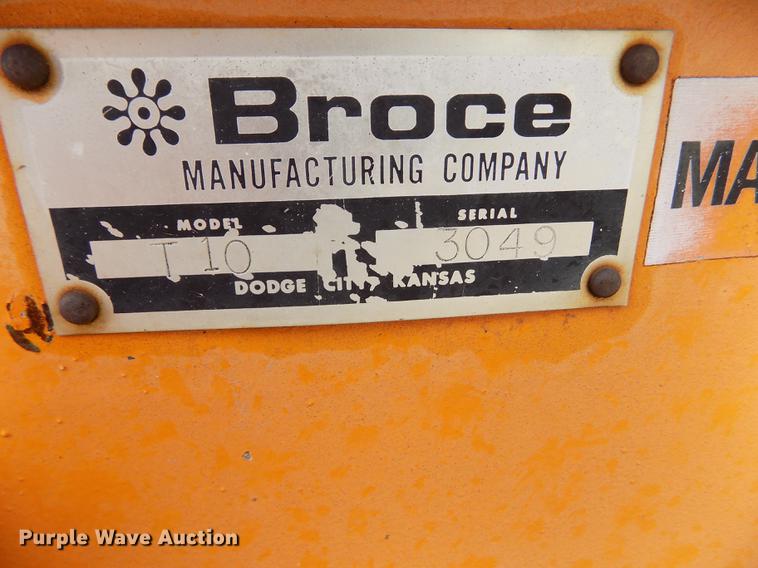 Broce
MANUFACTURING COMPANY
MODEL SERIAL
T10 3049
DODGE CITY KANSAS
MA
Purple Wave Auction